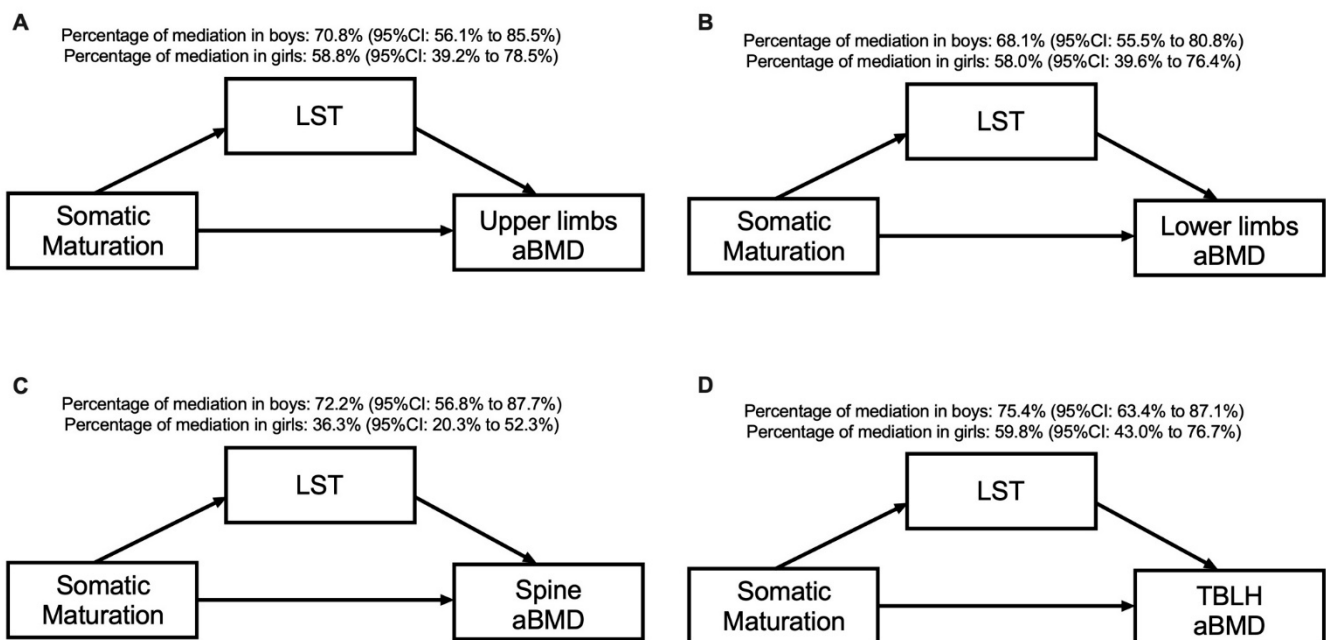 A
Percentage of mediation in boys: 70.8% (95%CI: 56.1% to 85.5%)
Percentage of mediation in girls: 58.8% (95%CI: 39.2% to 78.5%)
LST
Somatic
Maturation
Upper limbs
aBMD
B
Percentage of mediation in boys: 68.1% (95%CI: 55.5% to 80.8%)
Percentage of mediation in girls: 58.0% (95%CI: 39.6% to 76.4%)
LST
Somatic
Maturation
Lower limbs
aBMD
C
Percentage of mediation in boys: 72.2% (95%CI: 56.8% to 87.7%)
Percentage of mediation in girls: 36.3% (95%CI: 20.3% to 52.3%)
LST
Somatic
Maturation
Spine
aBMD
D
Percentage of mediation in boys: 75.4% (95%CI: 63.4% to 87.1%)
Percentage of mediation in girls: 59.8% (95%CI: 43.0% to 76.7%)
LST
Somatic
Maturation
TBLH
aBMD